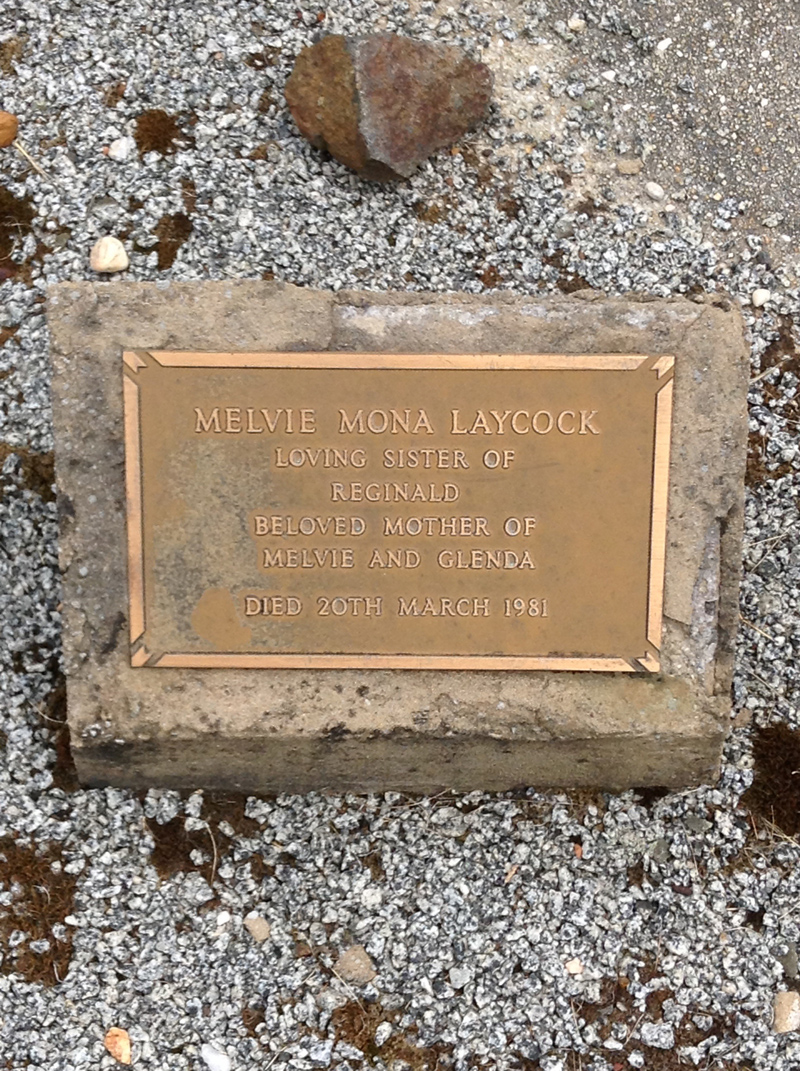 MELVIE MONA LAYCOCK
LOVING SISTER OF
REGINALD
BELOVED MOTHER OF
MELVIE AND GLENDA
DIED 20TH MARCH 1981